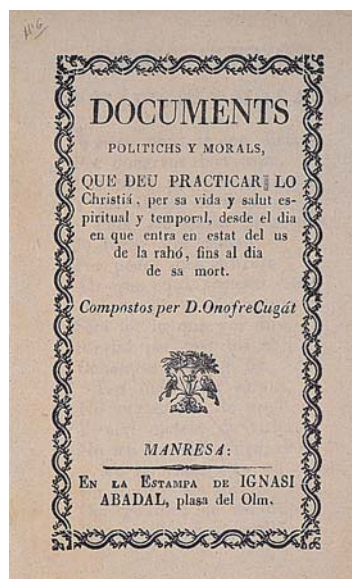 Nº 6
DOCUMENTS
POLITICHS Y MORALS,
QUE DEU PRACTICAR LO
Christiá, per sa vida y salut es-
piritual y temporal, desde el dia
en que entra en estat del us
de la rahó, fins al dia
de sa mort.
Compostos per D. Onofre Cugát
MANRESA:
EN LA ESTAMPA DE IGNASI
ABADAL, plasa del Olm.